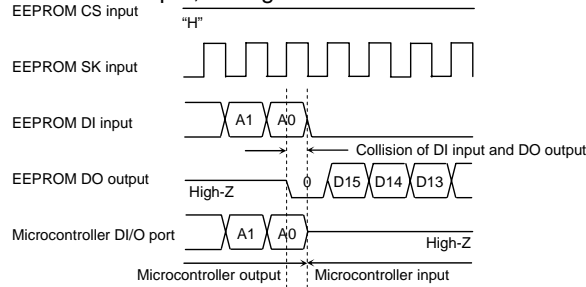 EEPROM CS input
"H"
EEPROM SK input
EEPROM DI input
A1 A0
Collision of DI input and DO output
EEPROM DO output
High-Z
0 D15 D14 D13
Microcontroller DI/O port
A1 A0
High-Z
Microcontroller output Microcontroller input